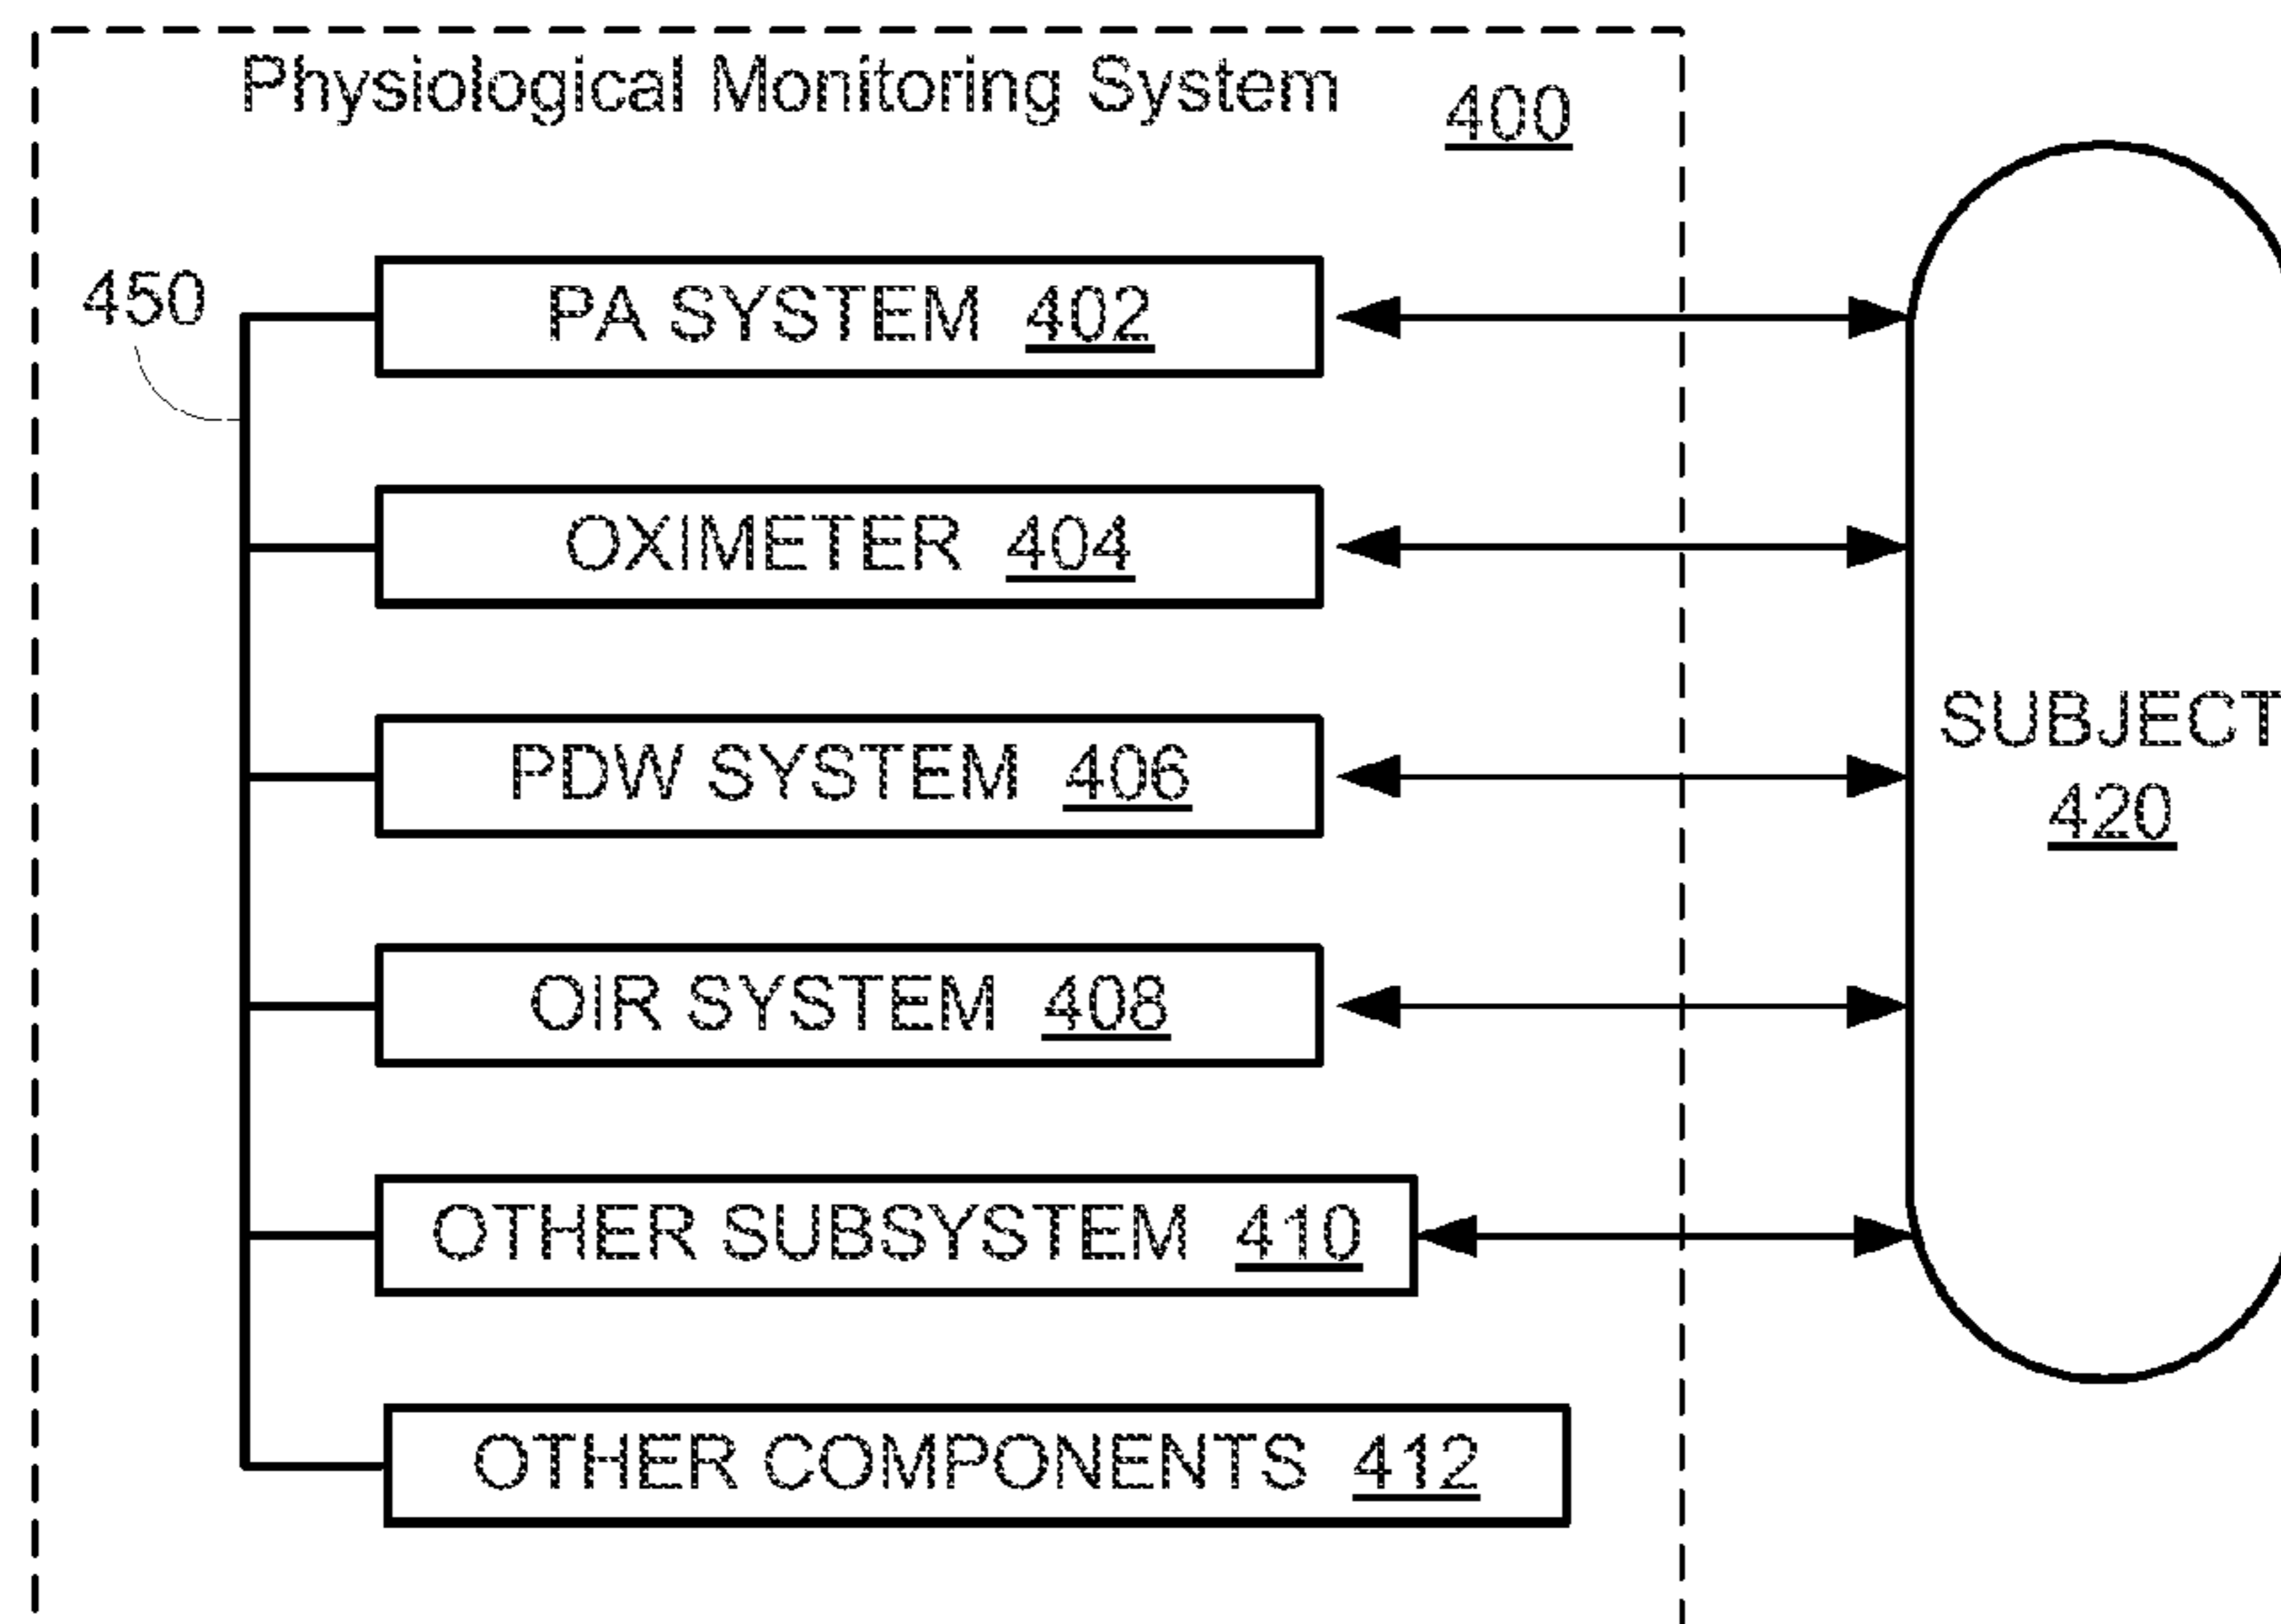 Physiological Monitoring System
400
450
PA SYSTEM 402
OXIMETER 404
PDW SYSTEM 406
SUBJECT
420
OIR SYSTEM 408
OTHER SUBSYSTEM 410
OTHER COMPONENTS 412